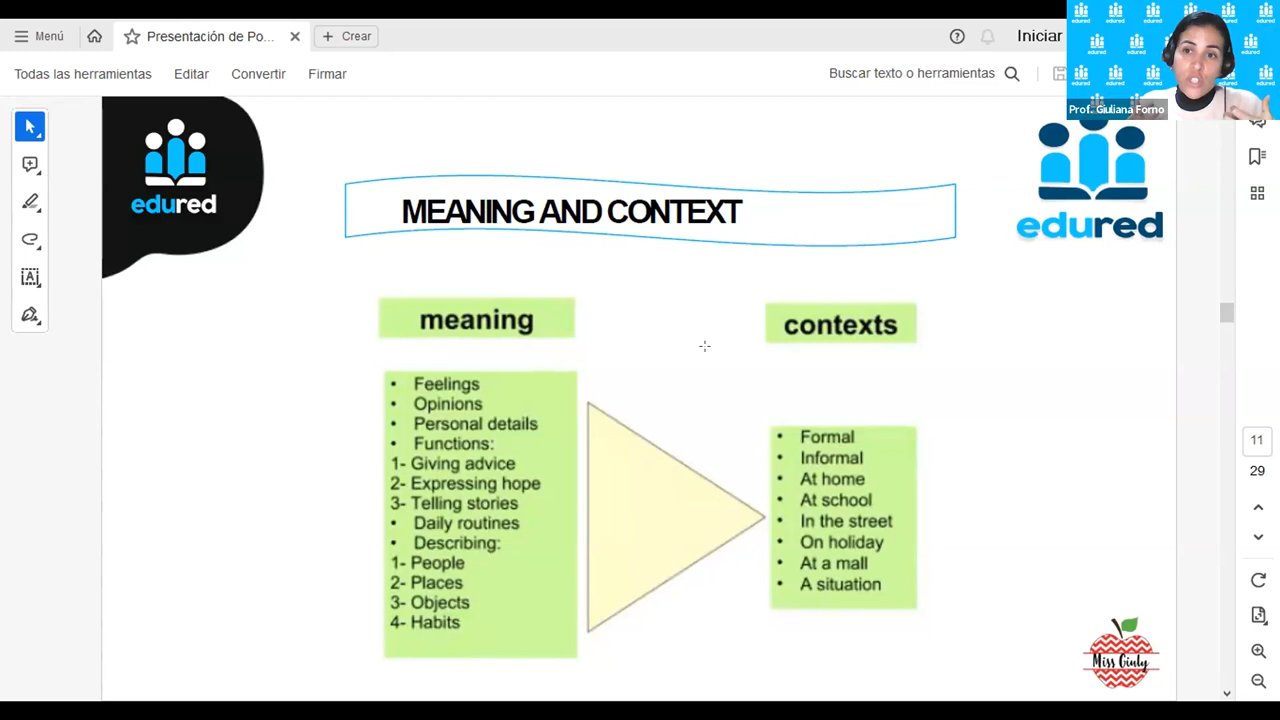 Menú
Presentación de Po...
Crear
Iniciar
Todas las herramientas
Editar
Convertir
Firmar
Buscar texto o herramientas
Prof. Giuliana Forno
edured
edured
MEANING AND CONTEXT
meaning
• Feelings
• Opinions
• Personal details
• Functions:
1- Giving advice
2- Expressing hope
3- Telling stories
• Daily routines
• Describing:
1- People
2- Places
3- Objects
4- Habits
contexts
• Formal
• Informal
• At home
• At school
• In the street
• On holiday
• At a mall
• A situation
11
29
Miss Giuly